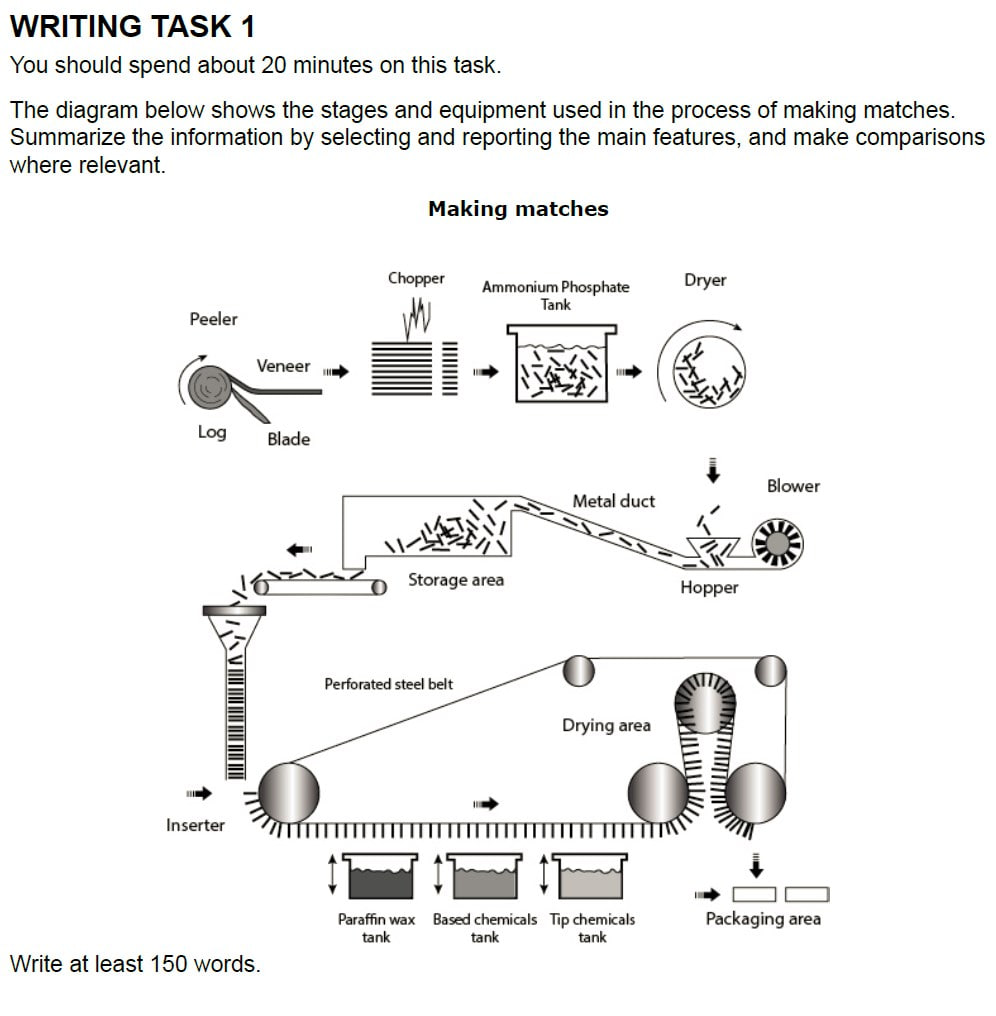 WRITING TASK 1
You should spend about 20 minutes on this task.
The diagram below shows the stages and equipment used in the process of making matches.
Summarize the information by selecting and reporting the main features, and make comparisons
where relevant.
Making matches
Chopper
Ammonium Phosphate
Tank
Dryer
Peeler
Veneer
Log
Blade
Blower
Metal duct
Storage area
Hopper
Perforated steel belt
Drying area
Inserter
Paraffin wax
tank
Based chemicals
tank
Tip chemicals
tank
Packaging area
Write at least 150 words.